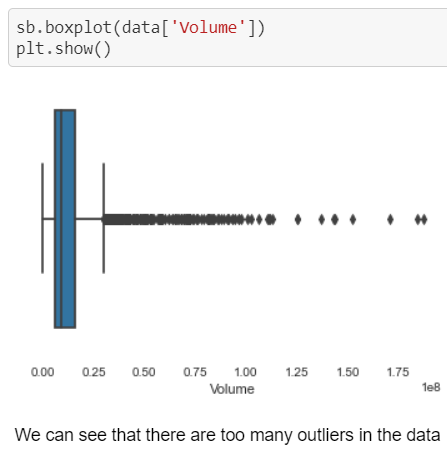 sb.boxplot(data['Volume'])
plt.show()
0.00 0.25 0.50 0.75 1.00 1.25 1.50 1.75
Volume
1e8
We can see that there are too many outliers in the data